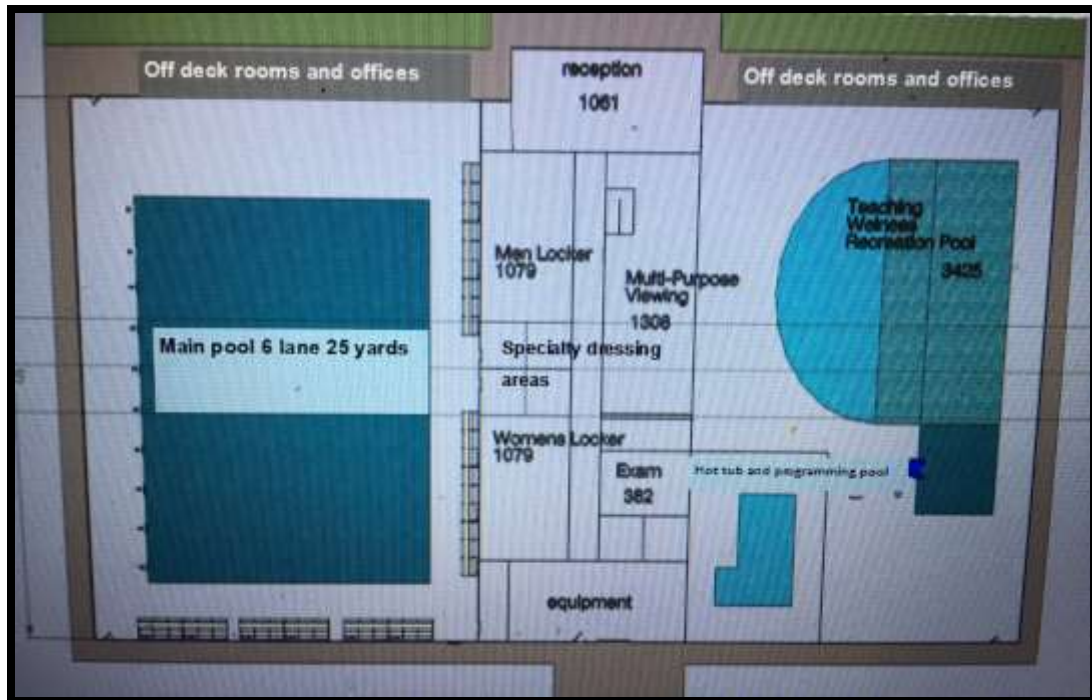 Off deck rooms and offices
reception
1061
Off deck rooms and offices
Teaching
Welness
Recreation Pool
3425
Men Locker
1079
Multi-Purpose
Viewing
Main pool 6 lane 25 yards
Specialty dressing
areas
Womens Locker
1079
Exam
382
Hot tub and programming pool
equipment